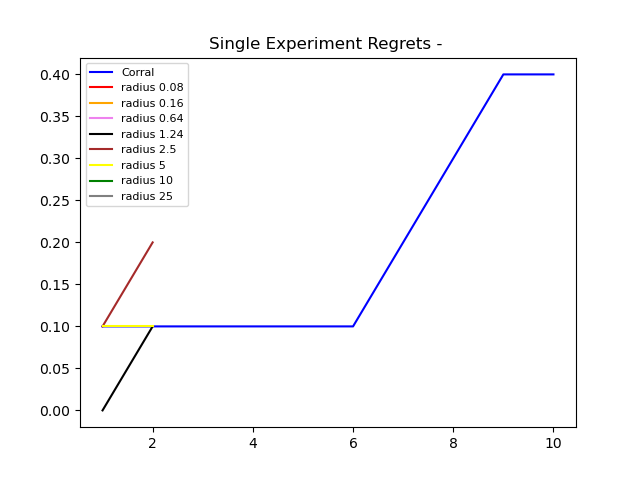 Single Experiment Regrets -
0.40
0.35
0.30
0.25
0.20
0.15
0.10
0.05
0.00
Corral
radius 0.08
radius 0.16
radius 0.64
radius 1.24
radius 2.5
radius 5
radius 10
radius 25
2
4
6
8
10